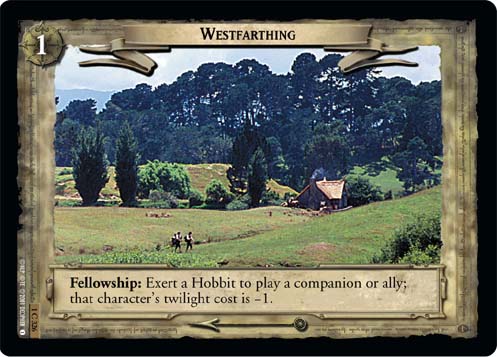 1
WESTFARTHING
Fellowship: Exert a Hobbit to play a companion or ally;
that character's twilight cost is –1.
1 C 326